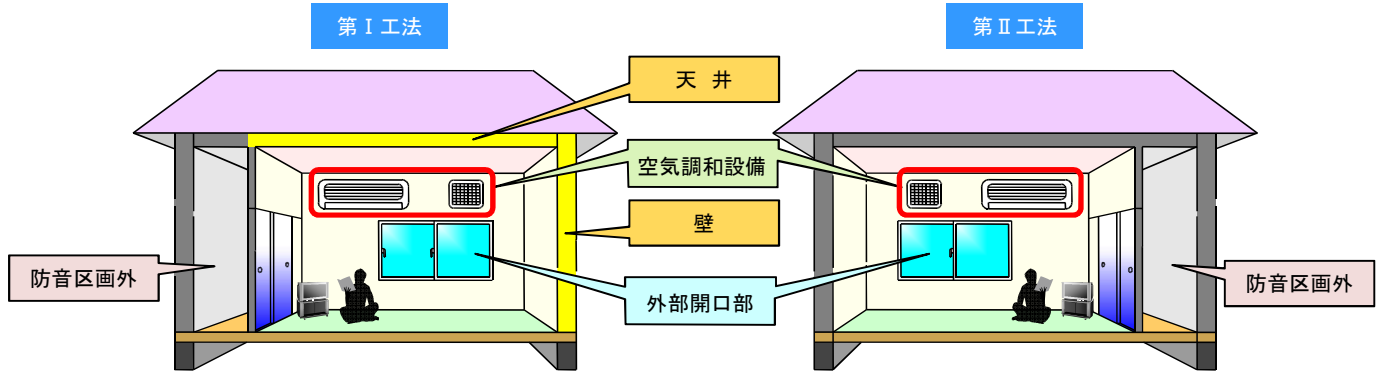 第Ⅰ工法
第Ⅱ工法
天 井
空気調和設備
壁
防音区画外
外部開口部
防音区画外